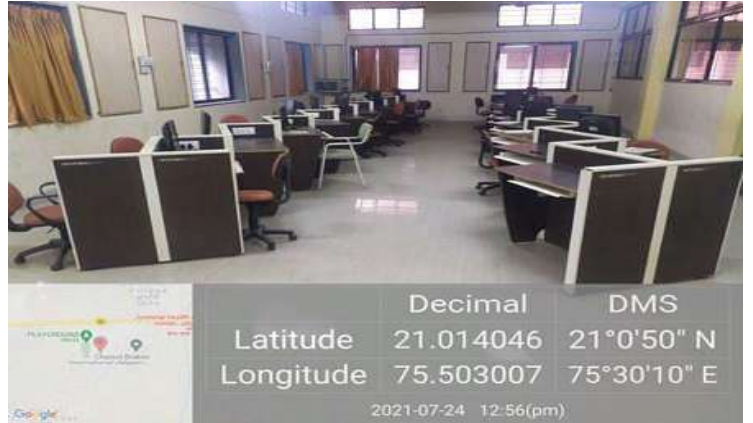 Decimal DMS
Latitude 21.014046 21°0'50" N
Longitude 75.503007 75°30'10" E
2021-07-24 12:56(pm)
PLAYGROUND
Google